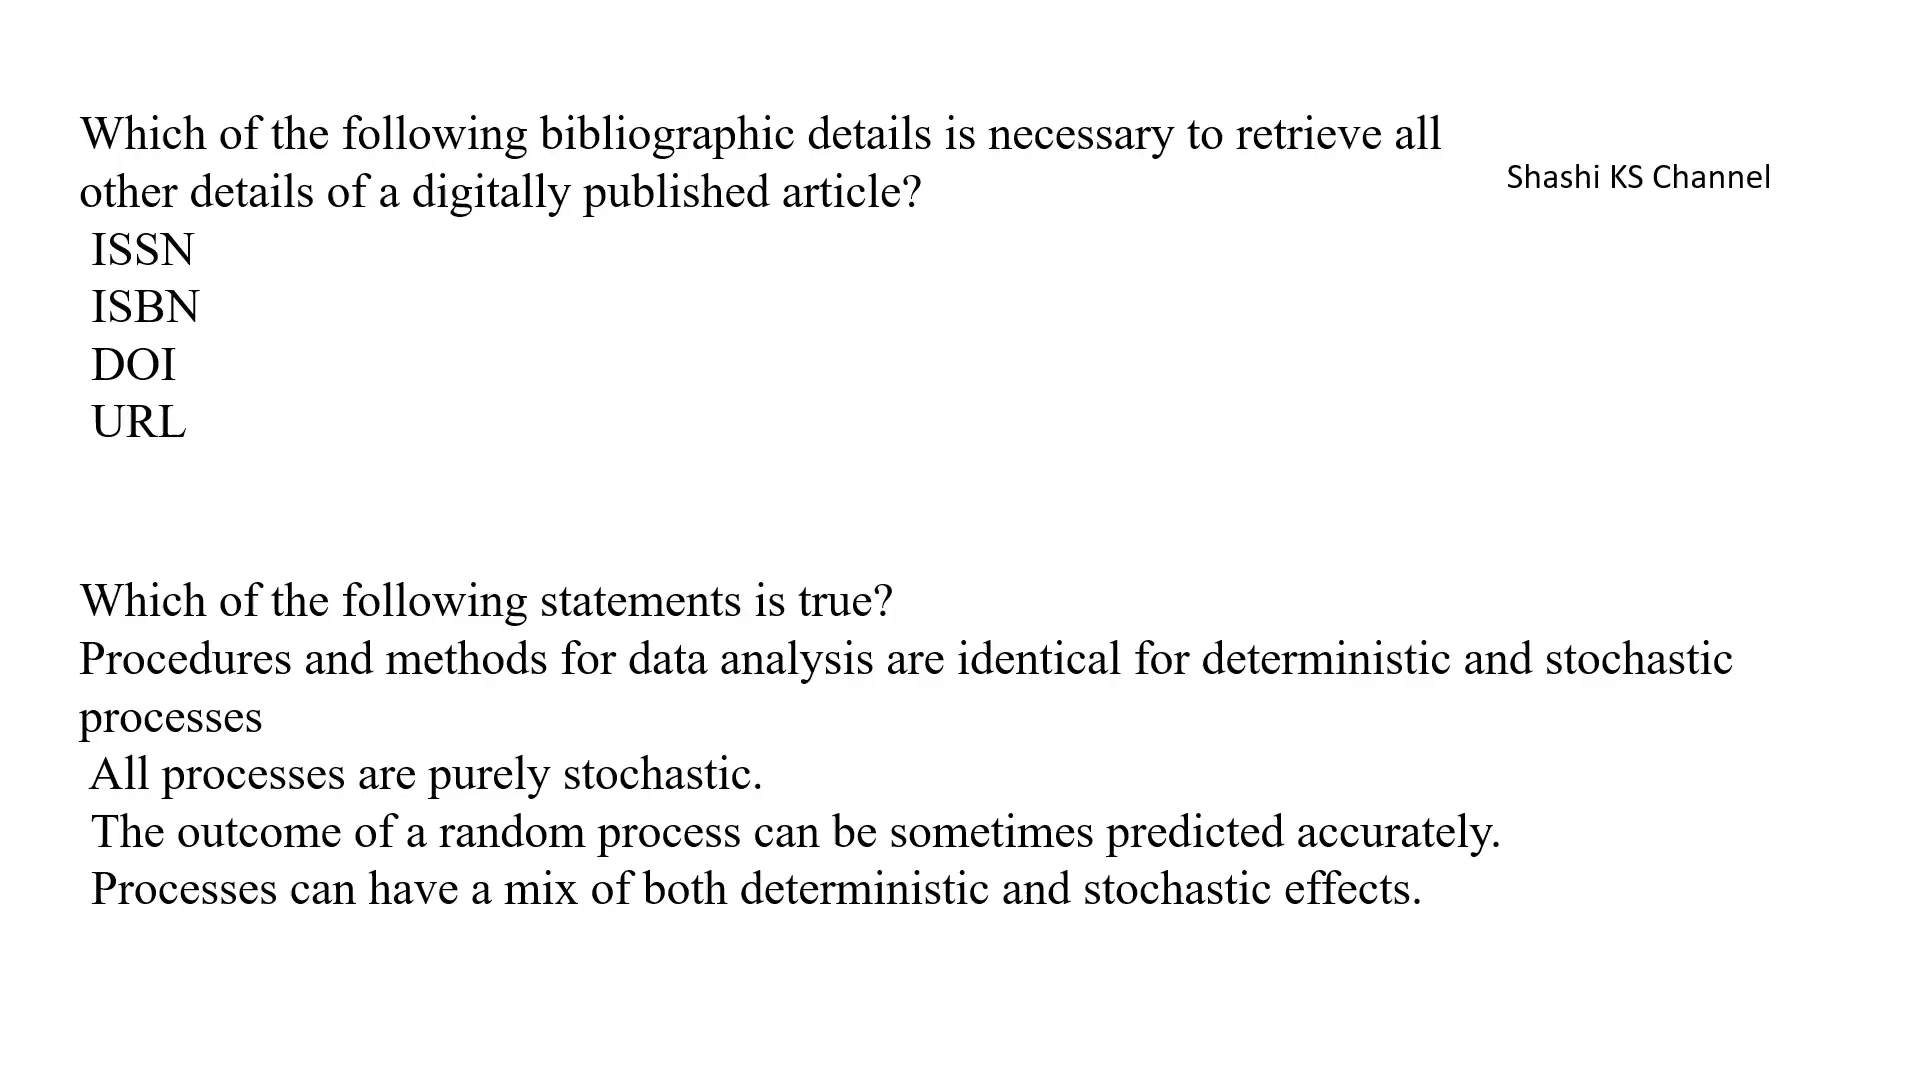 Which of the following bibliographic details is necessary to retrieve all
other details of a digitally published article?
Shashi KS Channel
ISSN
ISBN
DOI
URL
Which of the following statements is true?
Procedures and methods for data analysis are identical for deterministic and stochastic
processes
All processes are purely stochastic.
The outcome of a random process can be sometimes predicted accurately.
Processes can have a mix of both deterministic and stochastic effects.